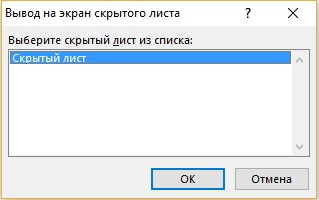 Вывод на экран скрытого листа ? ×
Выберите скрытый лист из списка:
Скрытый лист
ОК Отмена